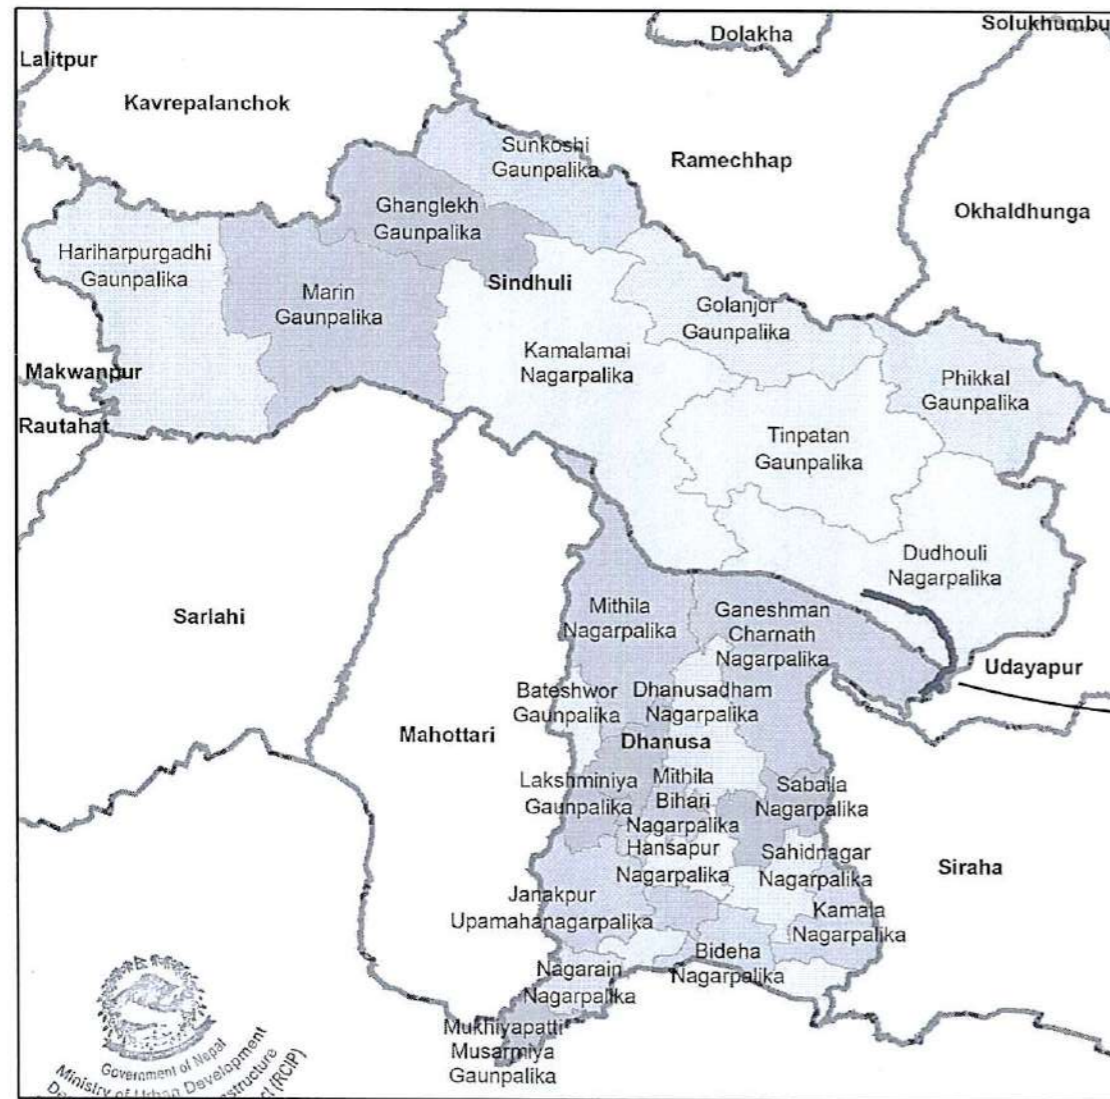 Solukhumbu
Dolakha
Lalitpur
Kavrepalanchok
Sunkoshi
Gaunpalika
Ramechhap
Ghanglekh
Gaunpalika
Okhaldhunga
Hariharpurgadhi
Gaunpalika
Marin
Gaunpalika
Sindhuli
Golanjor
Gaunpalika
Kamalamai
Nagarpalika
Makwanpur
Phikkal
Gaunpalika
Rautahat
Tinpatan
Gaunpalika
Dudhouli
Nagarpalika
Sarlahi
Mithila
Nagarpalika
Ganeshman
Charnath
Nagarpalika
Udayapur
Bateshwor
Gaunpalika
Dhanusadham
Nagarpalika
Mahottari
Dhanusa
Lakshminiya
Gaunpalika
Mithila
Bihari
Nagarpalika
Sabaila
Nagarpalika
Hansapur
Nagarpalika
Sahidnagar
Nagarpalika
Siraha
Janakpur
Upamahanagarpalika
Kamala
Nagarpalika
Bideha
Nagarpalika
Nagarain
Nagarpalika
Mukhiyapatti
Musarmiya
Gaunpalika
Government of Nepal
Ministry of Urban Development
(RCIP)